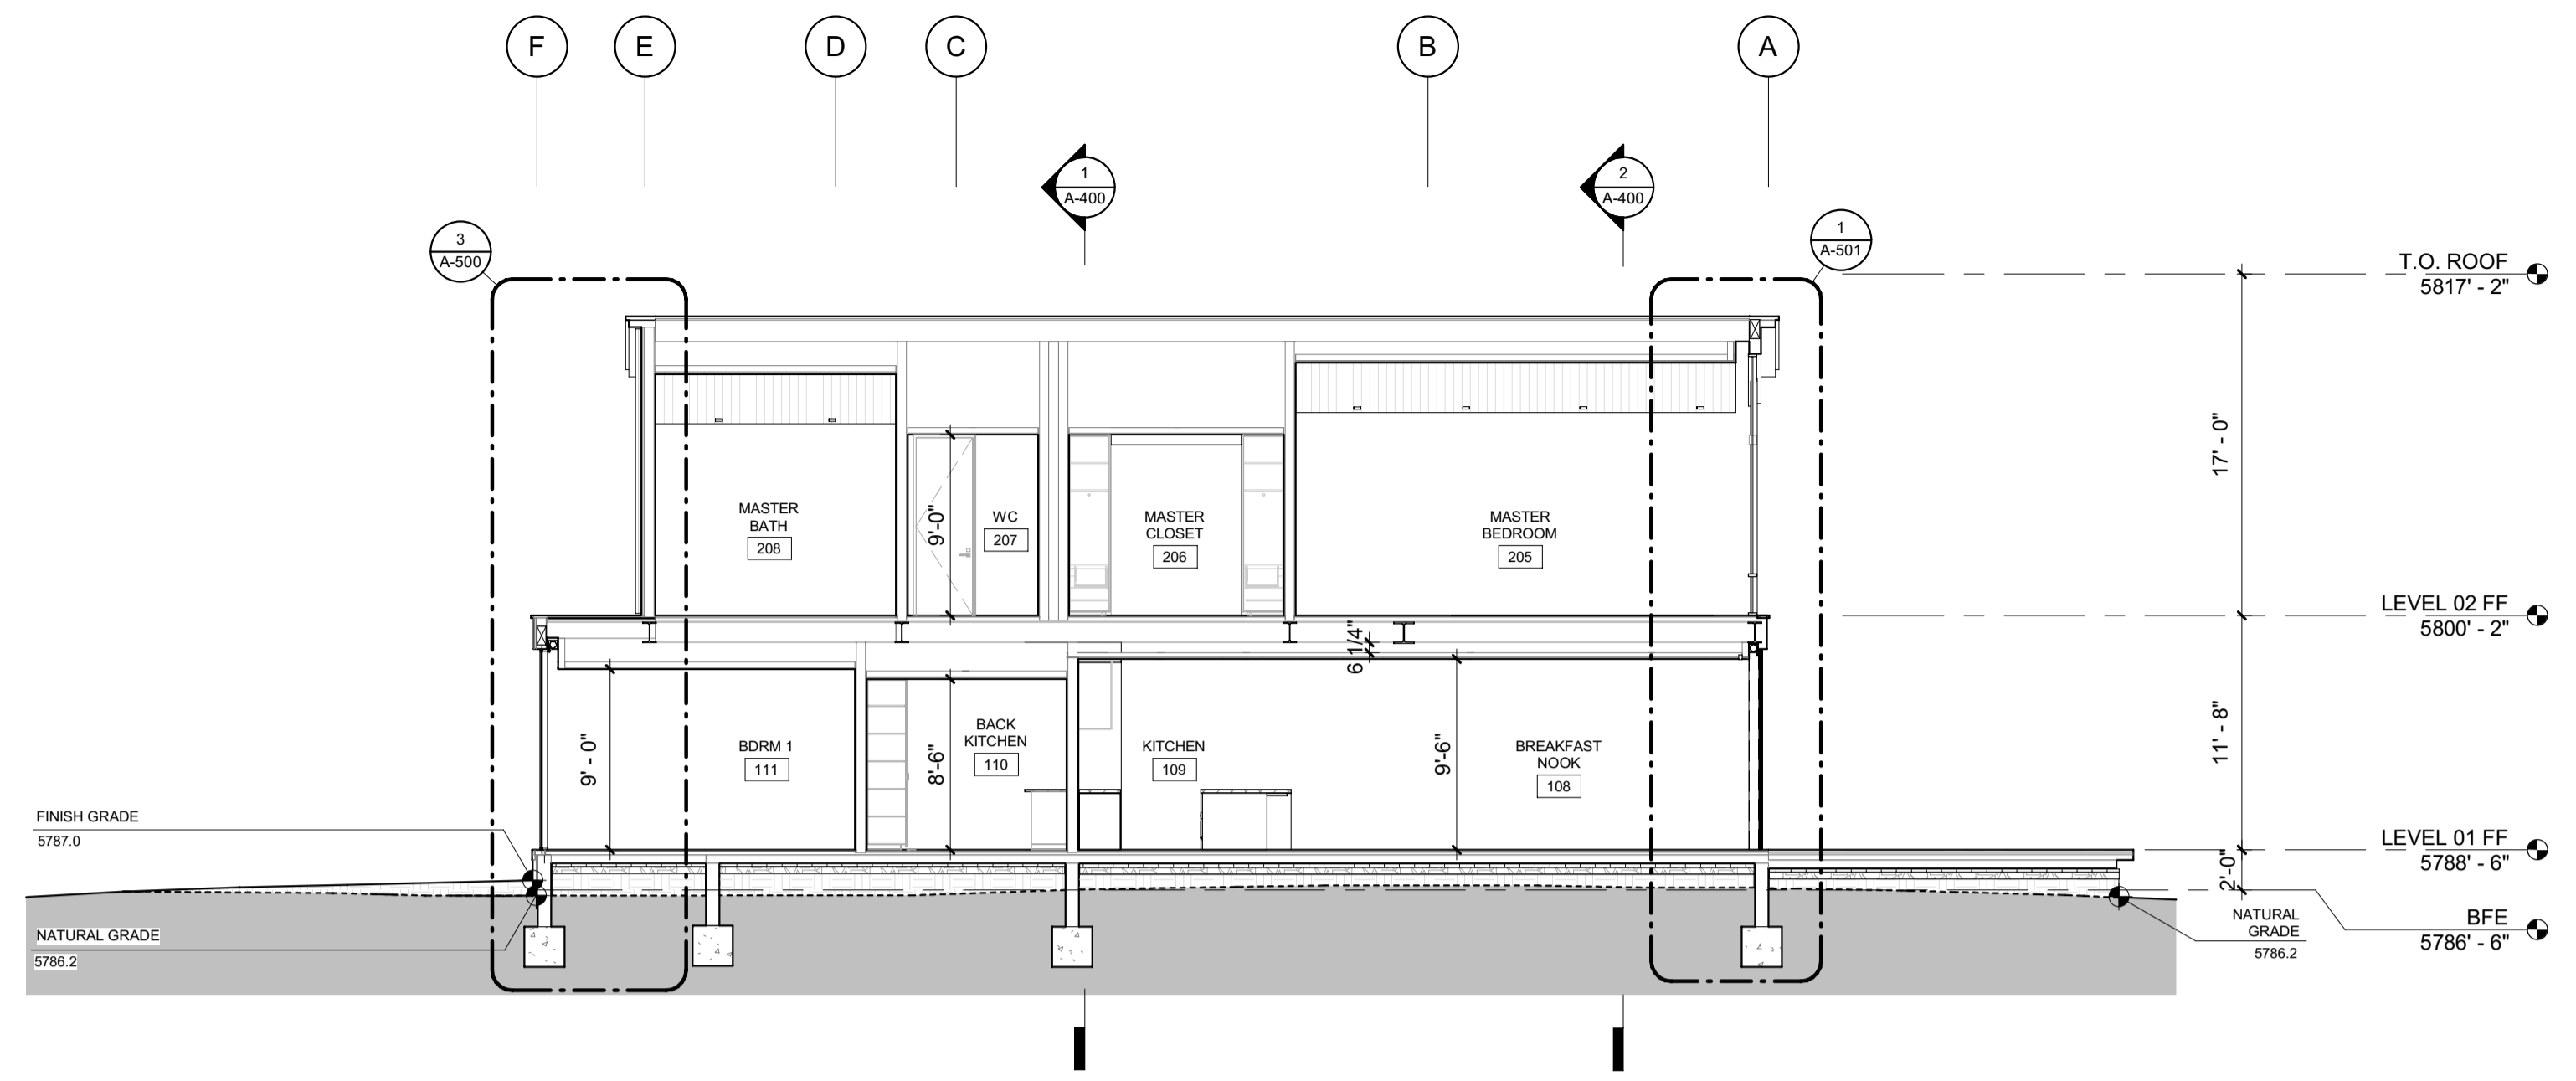 F
E
D
C
B
A
1
A-400
2
A-400
3
A-500
1
A-501
T.O. ROOF
5817' - 2"
17' - 0"
MASTER
BATH
208
9'-0"
WC
207
MASTER
CLOSET
206
MASTER
BEDROOM
205
LEVEL 02 FF
5800' - 2"
6 1/4"
11' - 8"
9' - 0"
BDRM 1
111
8'-6"
BACK
KITCHEN
110
KITCHEN
109
9'-6"
BREAKFAST
NOOK
108
FINISH GRADE
5787.0
LEVEL 01 FF
5788' - 6"
2'-0"
NATURAL GRADE
5786.2
NATURAL
GRADE
5786.2
BFE
5786' - 6"